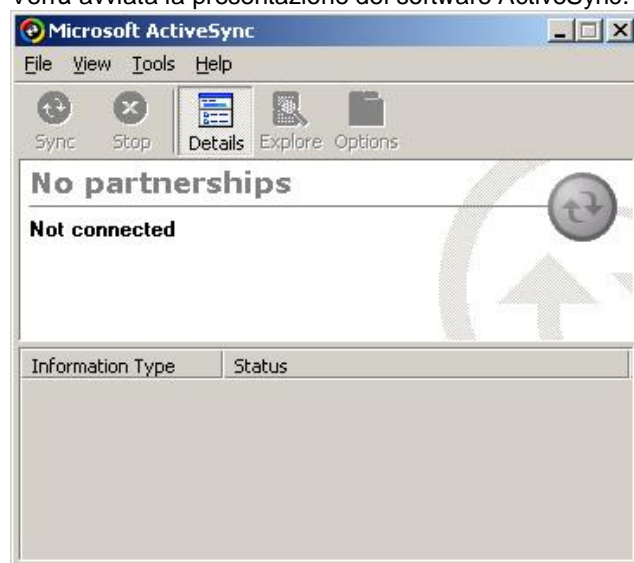 Verrà avviata la presentazione del software ActiveSync.
Microsoft ActiveSync
File View Tools Help
Sync Stop Details Explore Options
No partnerships
Not connected
Information Type Status